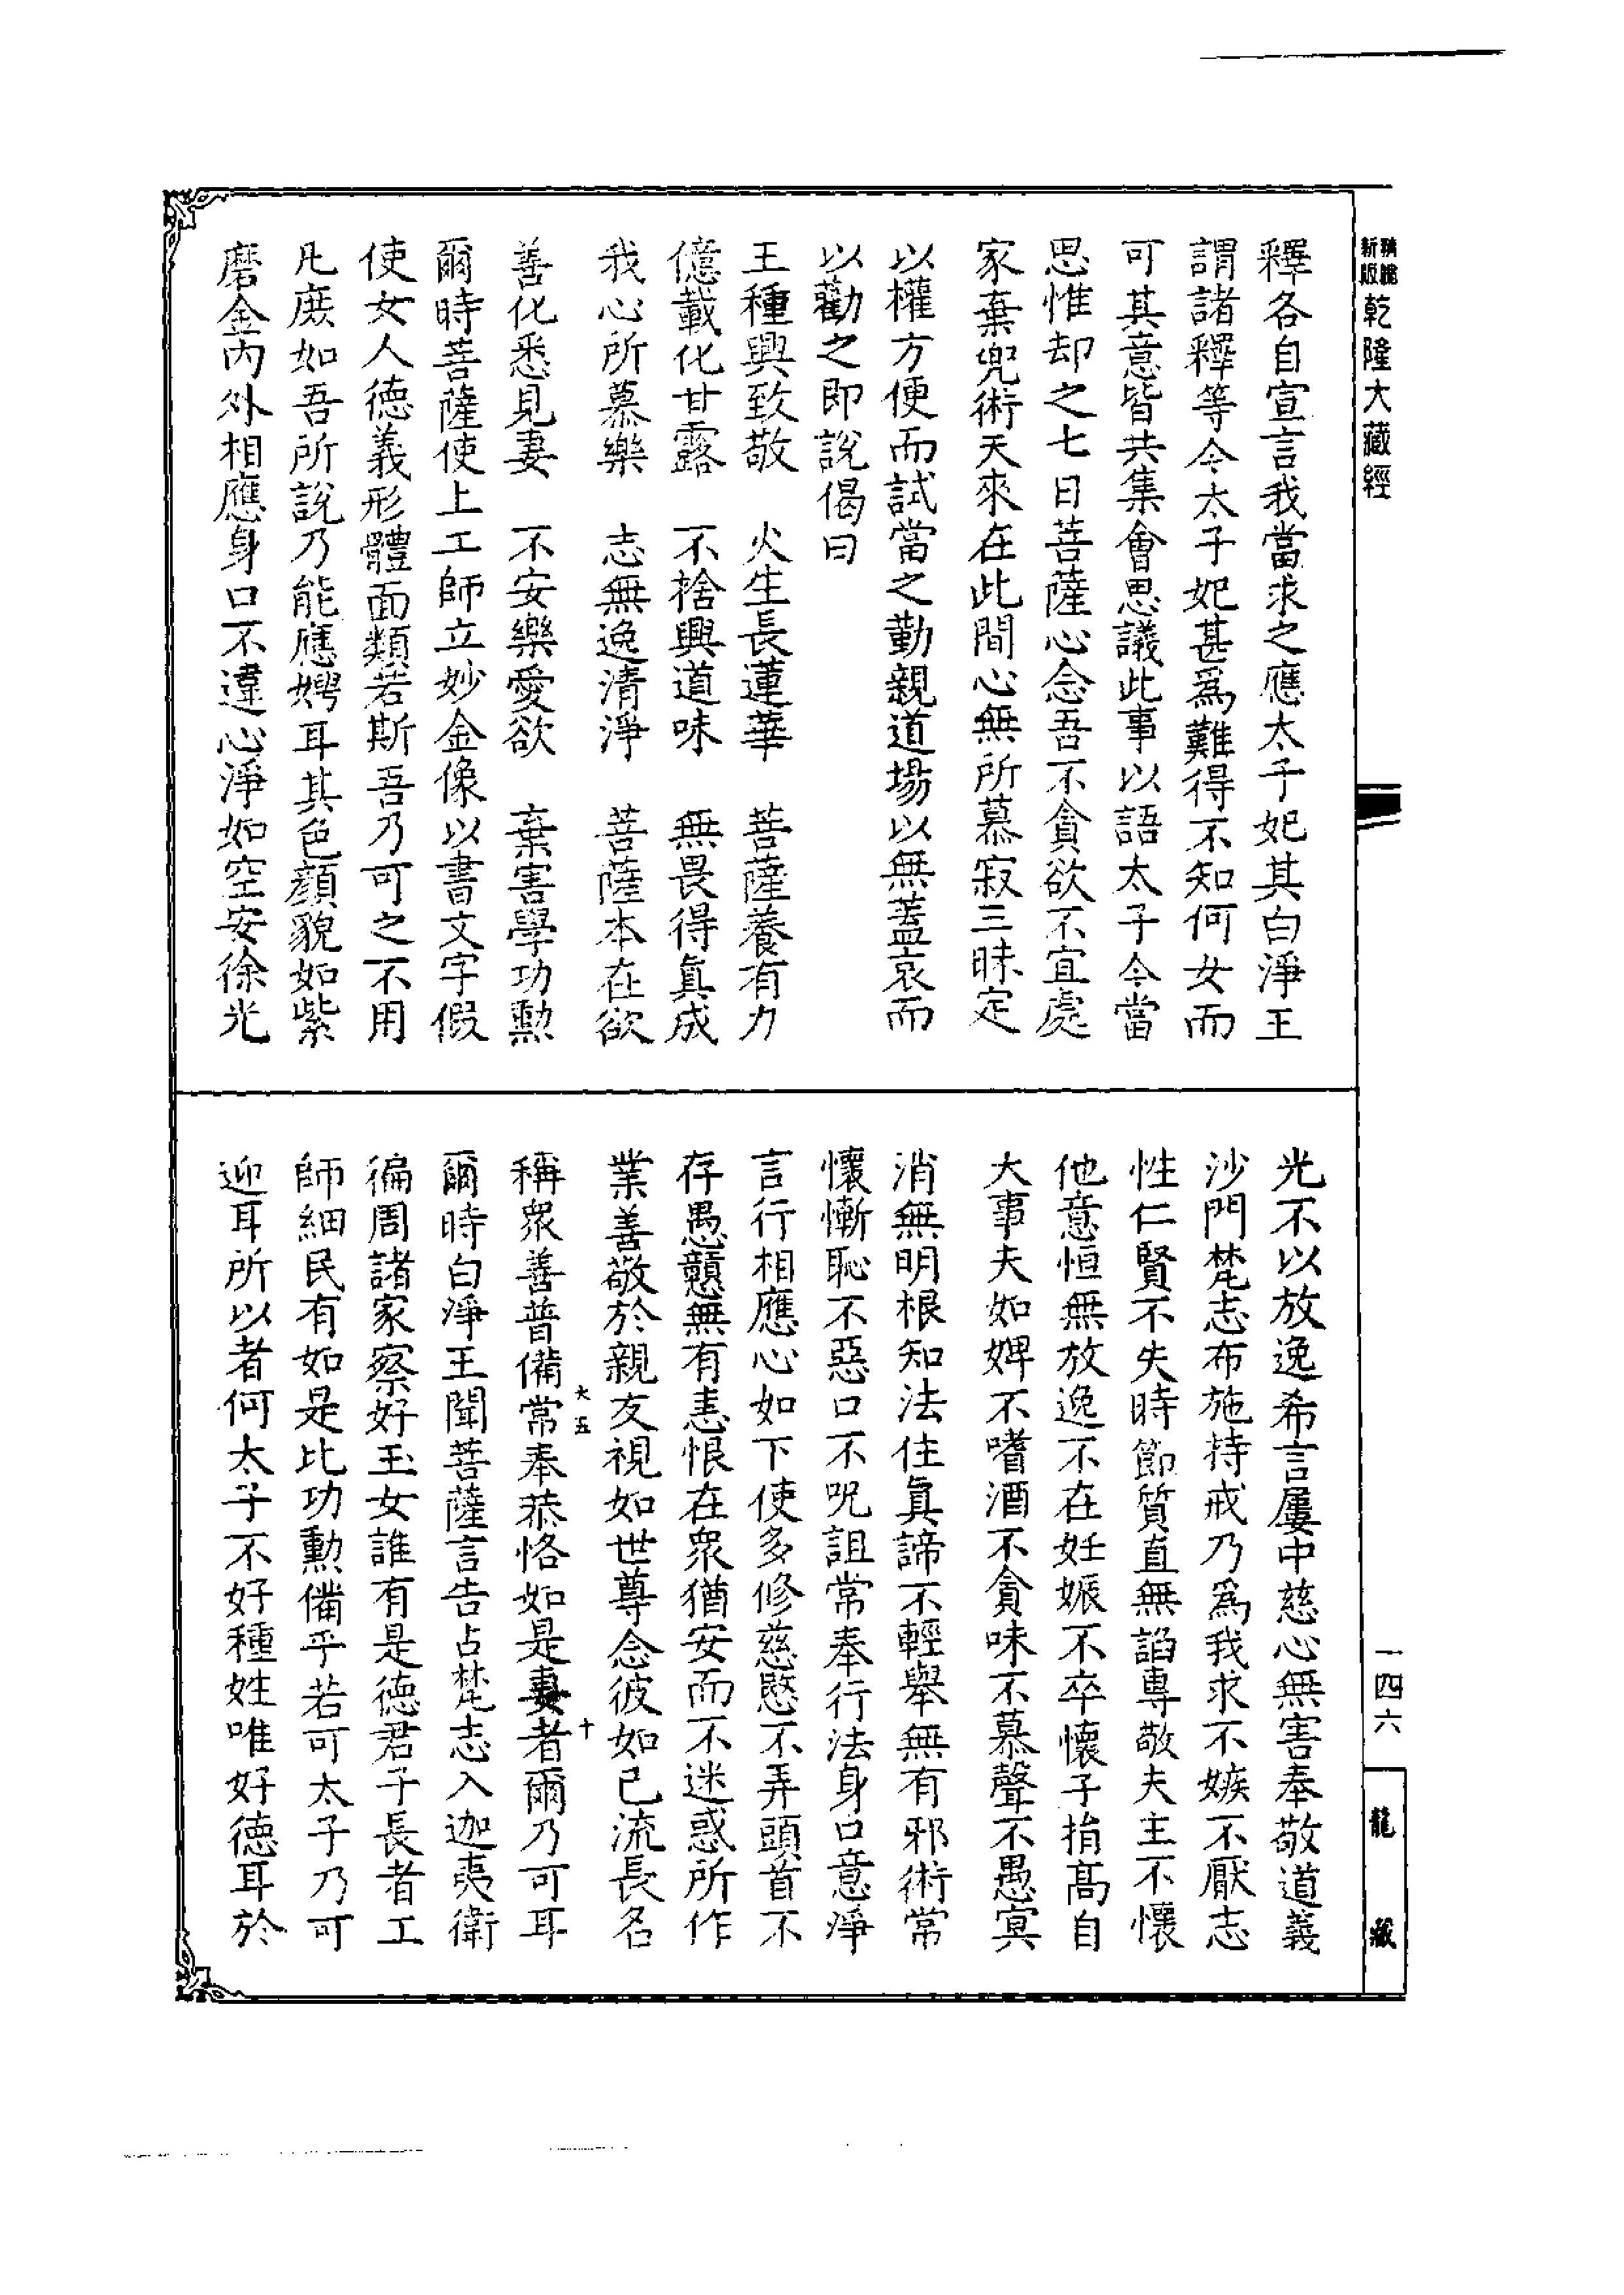 新版 乾隆大藏經
釋各自宣言我當求之應太子妃其白淨王
謂諸釋等今太子妃甚爲難得不知何女而
可其意皆共集會思議此事以語太子今當
思惟却之七日菩薩心念吾不貪欲不宜處
家棄兜術天來在此間心無所慕寂三昧定
以權方便而試當之勤親道場以無蓋哀而
以勸之即說偈曰
王種興致敬　火生長蓮華　菩薩養有力
億載化甘露　不捨興道味　無畏得眞成
我心所慕樂　志無逸清淨　菩薩本在欲
善化悉見妻　不安樂愛欲　棄害學功勲
爾時菩薩使上工師立妙金像以書文字假
使女人德義形體面類若斯吾乃可之不用
凡庶如吾所說乃能應娉耳其色顏貌如紫
磨金內外相應身口不違心淨如空安徐光
光不以放逸希言屢中慈心無害奉敬道義
沙門梵志布施持戒乃爲我求不嫉不厭志
性仁賢不失時節質直無諂專敬夫主不懷
他意恒無放逸不在妊娠不卒懷子捐高自
大事夫如婢不嗜酒不貪味不慕聲不愚冥
消無明根知法住眞諦不輕舉無有邪術常
懷慚恥不惡口不呪詛常奉行法身口意淨
言行相應心如下使多修慈愍不弄頭首不
存愚戇無有恚恨在衆猶安而不迷惑所作
業善敬於親友視如世尊念彼如己流長名
大五　十
稱衆善普備常奉恭恪如是妻者爾乃可耳
爾時白淨王聞菩薩言告占梵志入迦夷衛
徧周諸家察好玉女誰有是德君子長者工
師細民有如是比功勲備乎若可太子乃可
迎耳所以者何太子不好種姓唯好德耳於
一四六
龍藏